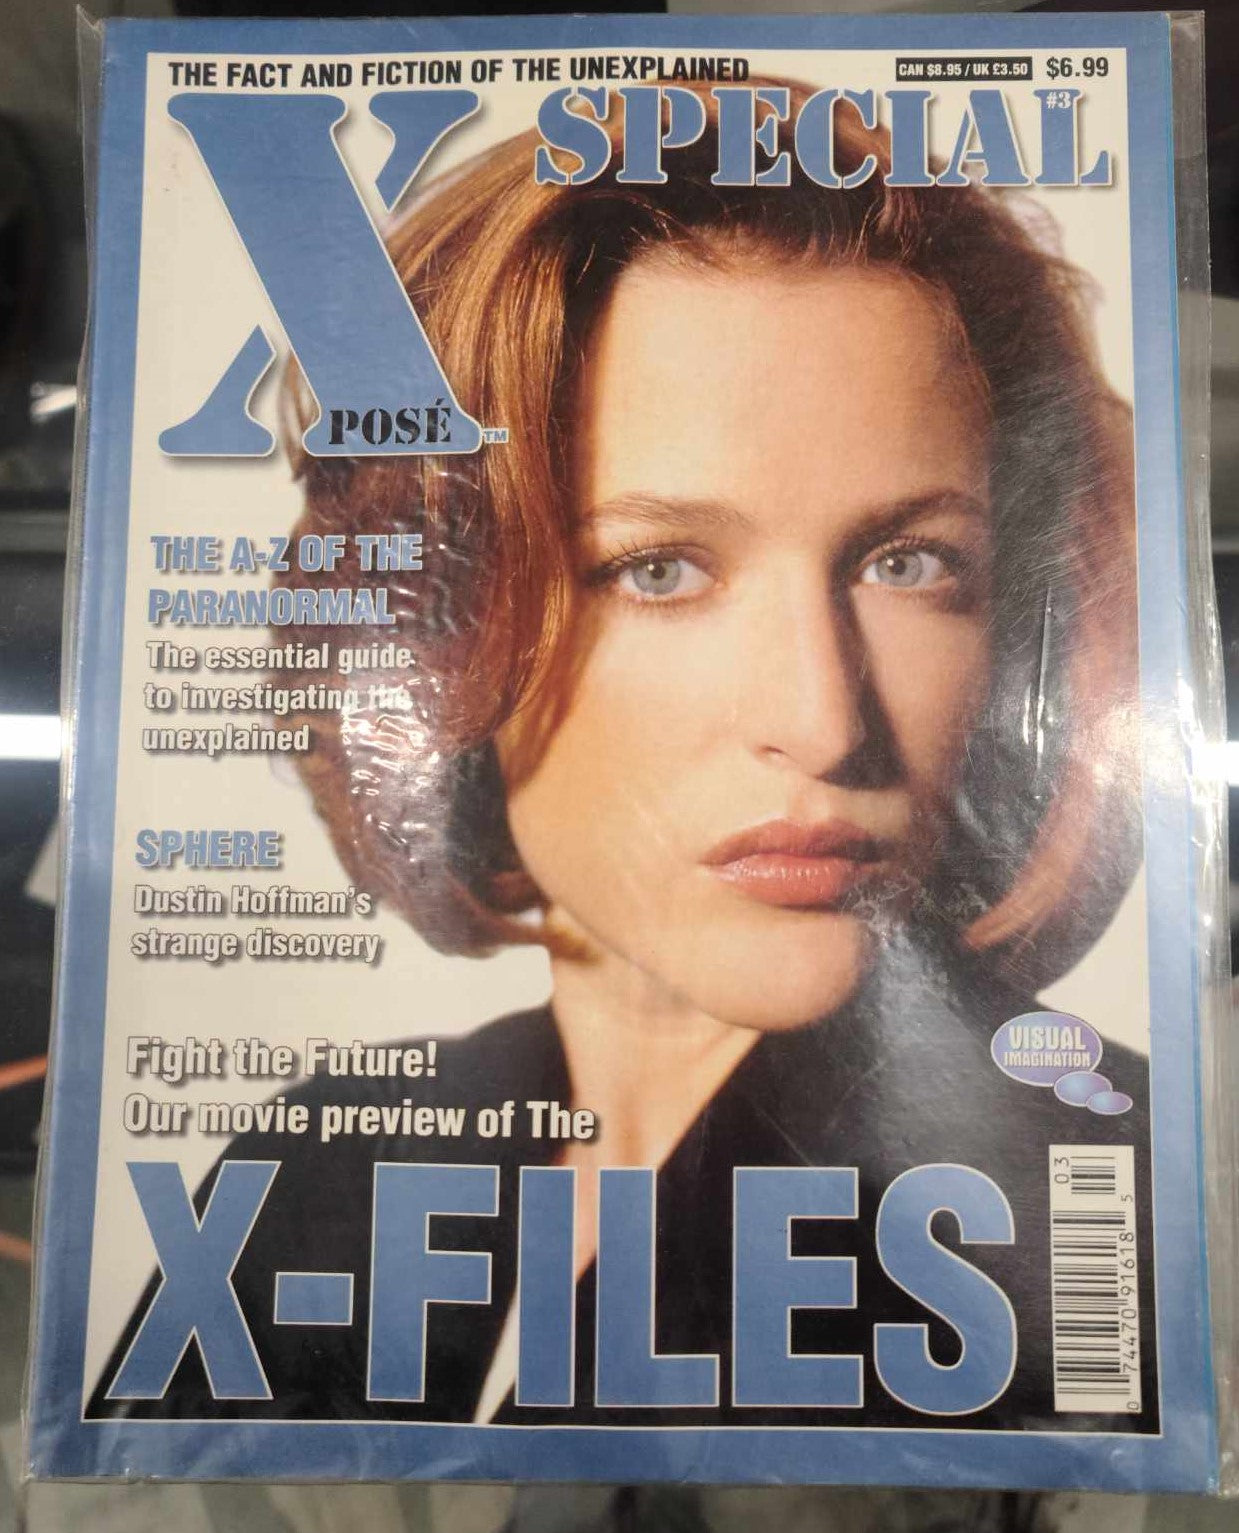 THE FACT AND FICTION OF THE UNEXPLAINED
CAN $8.95 / UK £3.50 $6.99
XPOSÉ™
SPECIAL
#3
THE A-Z OF THE
PARANORMAL
The essential guide
to investigating the
unexplained
SPHERE
Dustin Hoffman's
strange discovery
Fight the Future!
Our movie preview of The
X-FILES
VISUAL
IMAGINATION
03
0 74470 91618 5